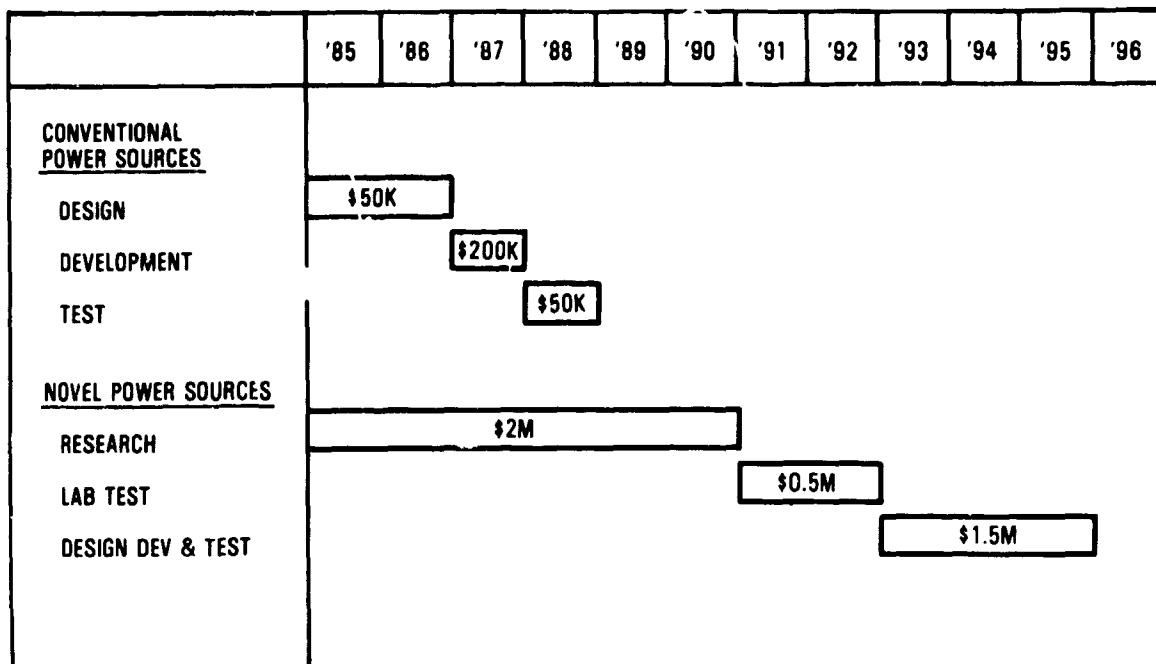 '85 '86 '87 '88 '89 '90 '91 '92 '93 '94 '95 '96
CONVENTIONAL
POWER SOURCES
DESIGN $50K
DEVELOPMENT $200K
TEST $50K
NOVEL POWER SOURCES
RESEARCH $2M
LAB TEST $0.5M
DESIGN DEV & TEST $1.5M